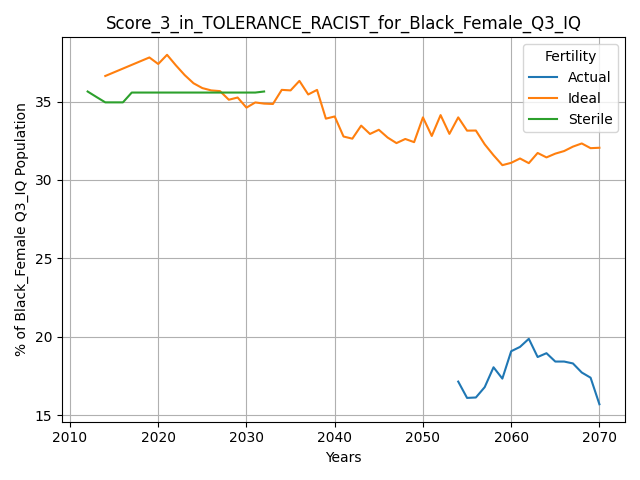 Score_3_in_TOLERANCE_RACIST_for_Black_Female_Q3_IQ
% of Black_Female Q3_IQ Population
35
30
25
20
15
Fertility
Actual
Ideal
Sterile
2010 2020 2030 2040 2050 2060 2070
Years